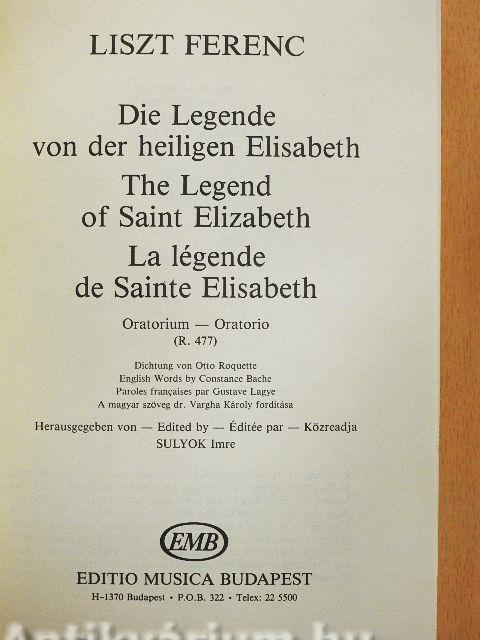 LISZT FERENC
Die Legende
von der heiligen Elisabeth
The Legend
of Saint Elizabeth
La légende
de Sainte Elisabeth
Oratorium — Oratorio
(R. 477)
Dichtung von Otto Roquette
English Words by Constance Bache
Paroles françaises par Gustave Lagye
A magyar szöveg dr. Vargha Károly fordítása
Herausgegeben von — Edited by — Éditée par — Közreadja
SULYOK Imre
EMB
EDITIO MUSICA BUDAPEST
H–1370 Budapest • P.O.B. 322 • Telex: 22 5500
Antikvárium.hu